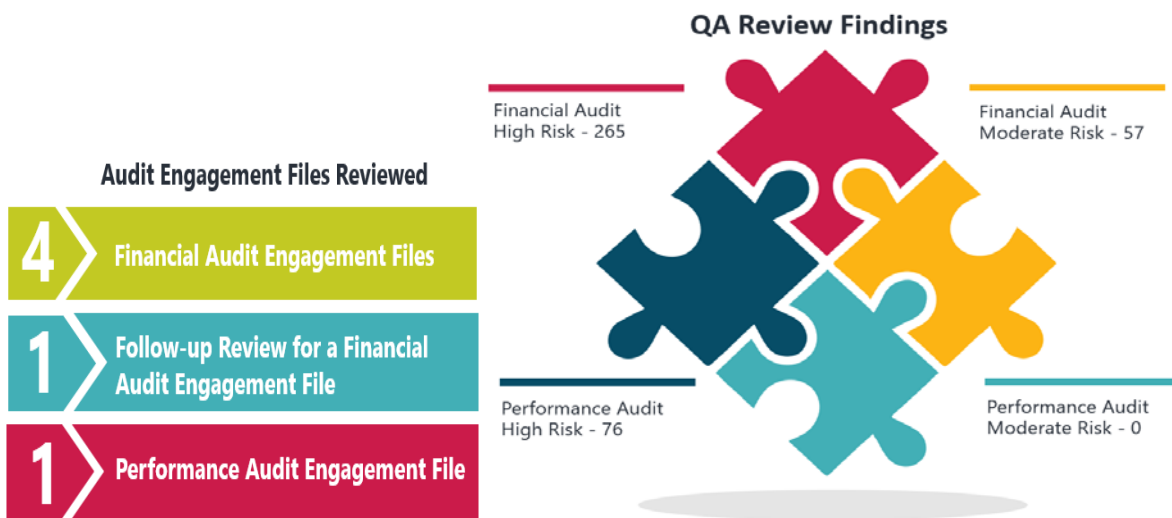 Audit Engagement Files Reviewed
4
Financial Audit Engagement Files
1
Follow-up Review for a Financial
Audit Engagement File
1
Performance Audit Engagement File
QA Review Findings
Financial Audit
High Risk - 265
Financial Audit
Moderate Risk - 57
Performance Audit
High Risk - 76
Performance Audit
Moderate Risk - 0